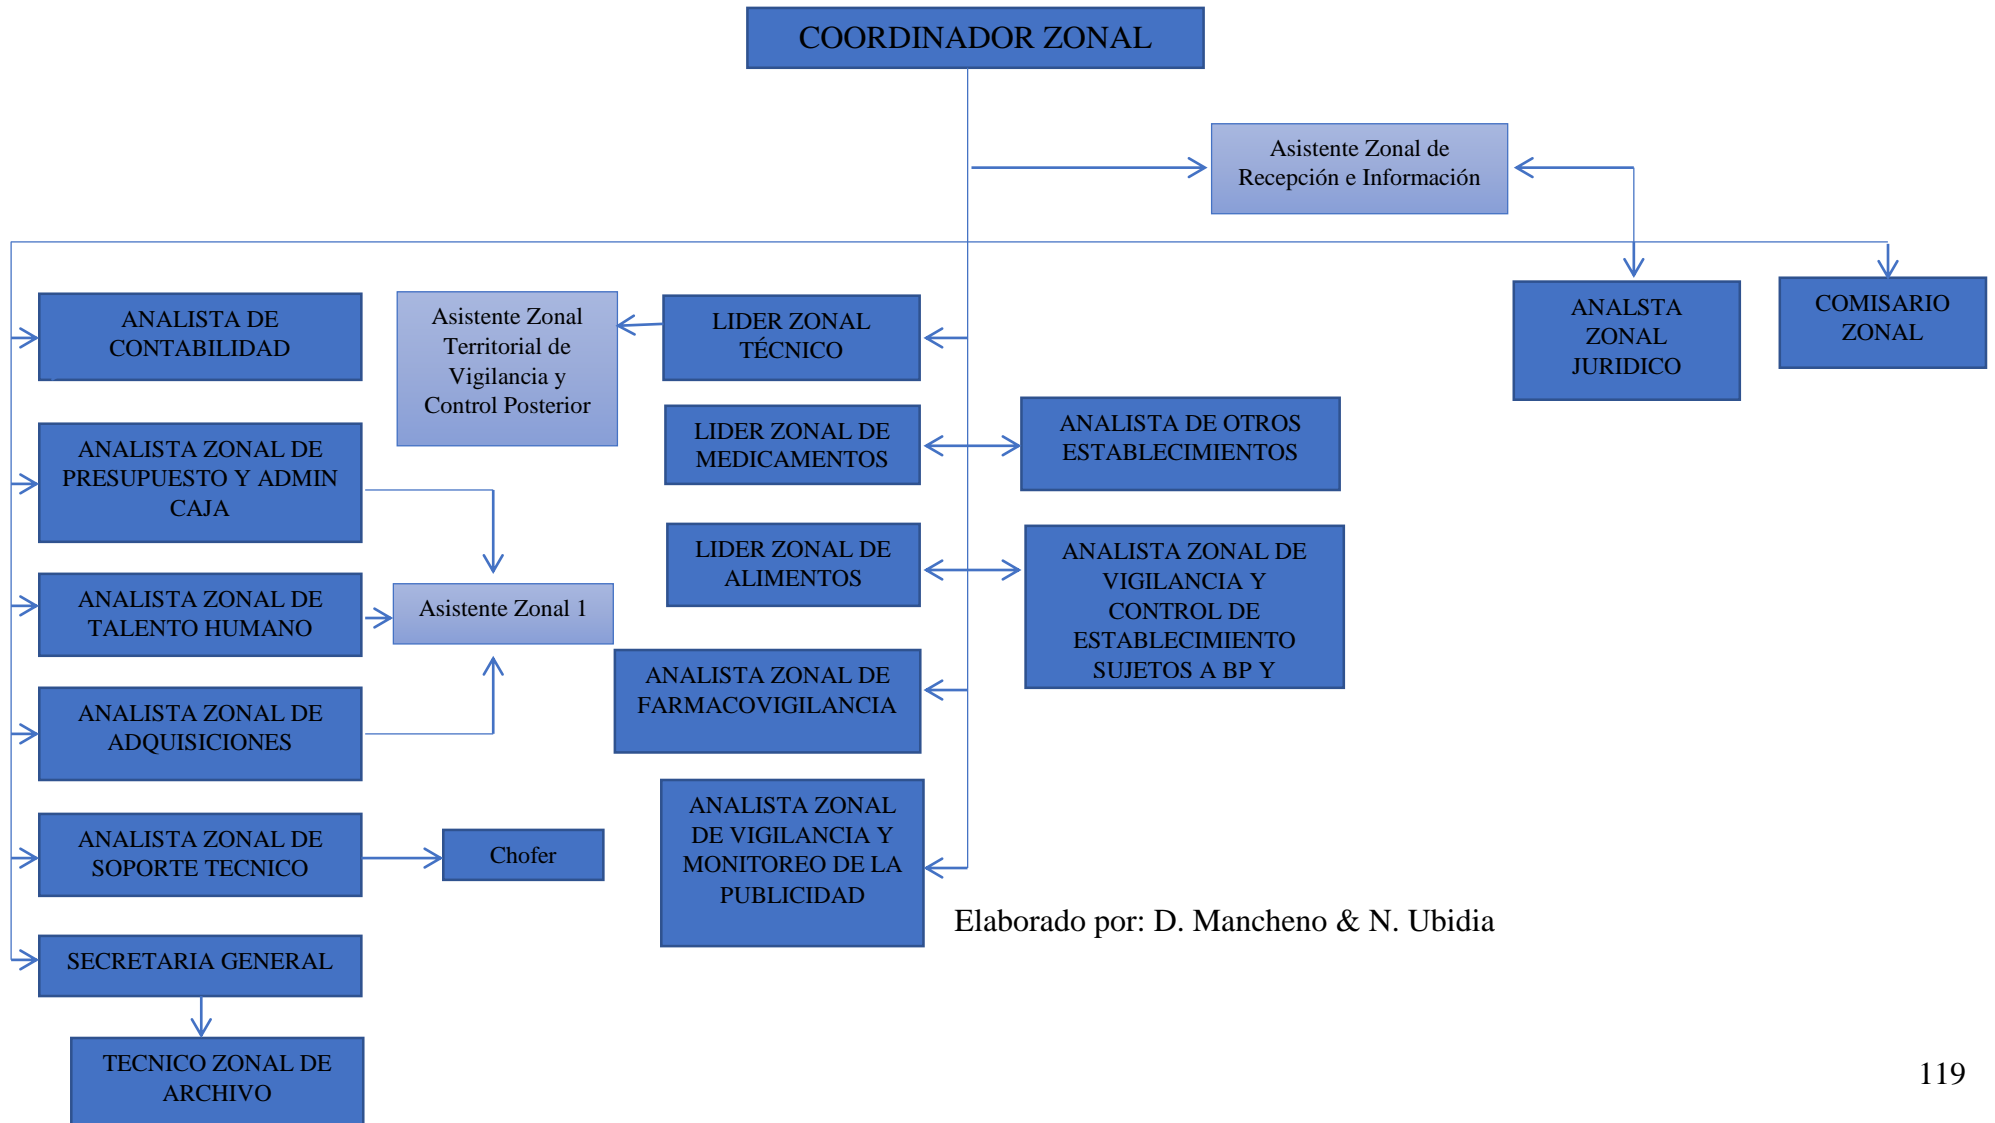 COORDINADOR ZONAL
Asistente Zonal de
Recepción e Información
ANALISTA DE
CONTABILIDAD
Asistente Zonal
Territorial de
Vigilancia y
Control Posterior
LIDER ZONAL
TÉCNICO
ANALSTA
ZONAL
JURIDICO
COMISARIO
ZONAL
ANALISTA ZONAL DE
PRESUPUESTO Y ADMIN
CAJA
LIDER ZONAL DE
MEDICAMENTOS
ANALISTA DE OTROS
ESTABLECIMIENTOS
ANALISTA ZONAL DE
TALENTO HUMANO
Asistente Zonal 1
LIDER ZONAL DE
ALIMENTOS
ANALISTA ZONAL DE
VIGILANCIA Y
CONTROL DE
ESTABLECIMIENTO
SUJETOS A BP Y
ANALISTA ZONAL DE
ADQUISICIONES
ANALISTA ZONAL DE
FARMACOVIGILANCIA
ANALISTA ZONAL DE
SOPORTE TECNICO
Chofer
ANALISTA ZONAL
DE VIGILANCIA Y
MONITOREO DE LA
PUBLICIDAD
Elaborado por: D. Mancheno & N. Ubidia
SECRETARIA GENERAL
TECNICO ZONAL DE
ARCHIVO
119